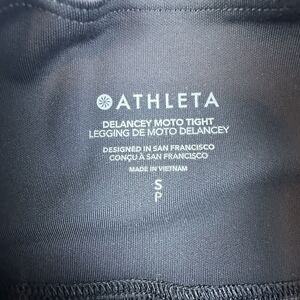 ATHLETA
DELANCEY MOTO TIGHT
LEGGING DE MOTO DELANCEY
DESIGNED IN SAN FRANCISCO
CONÇU À SAN FRANCISCO
MADE IN VIETNAM
S
P